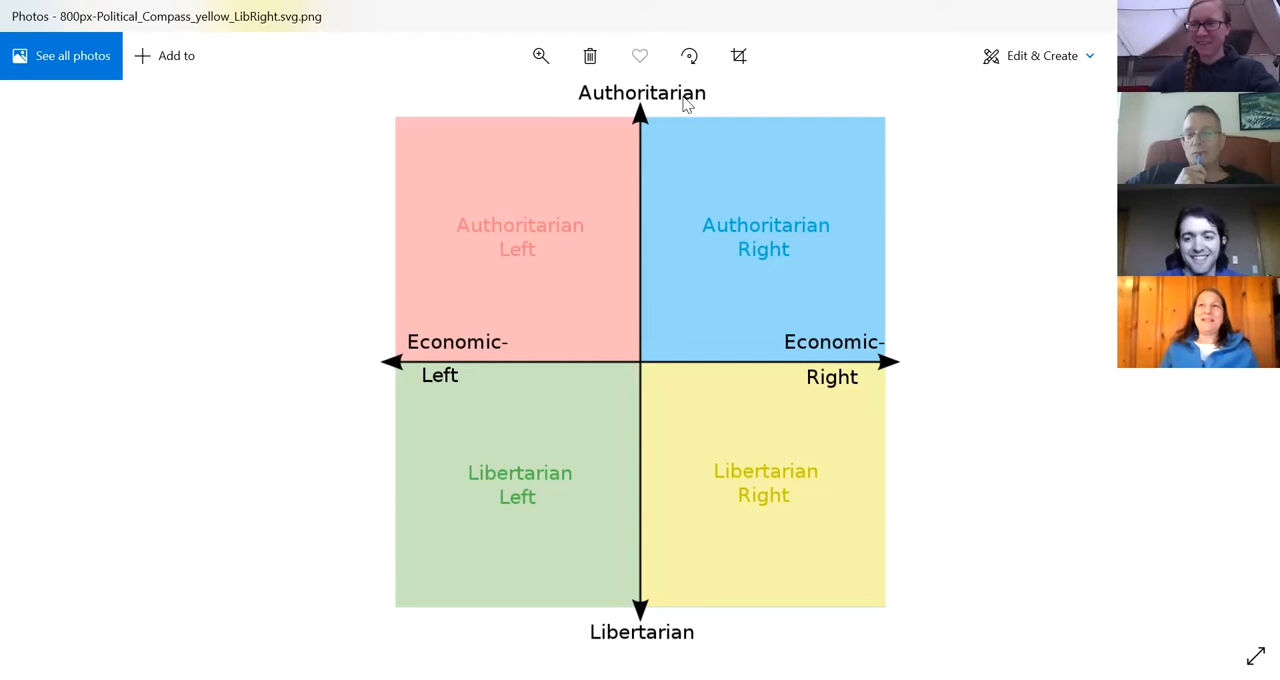 Photos - 800px-Political_Compass_yellow_LibRight.svg.png
See all photos
Add to
Edit & Create
Authoritarian
Authoritarian
Left
Authoritarian
Right
Economic-
Left
Economic-
Right
Libertarian
Left
Libertarian
Right
Libertarian